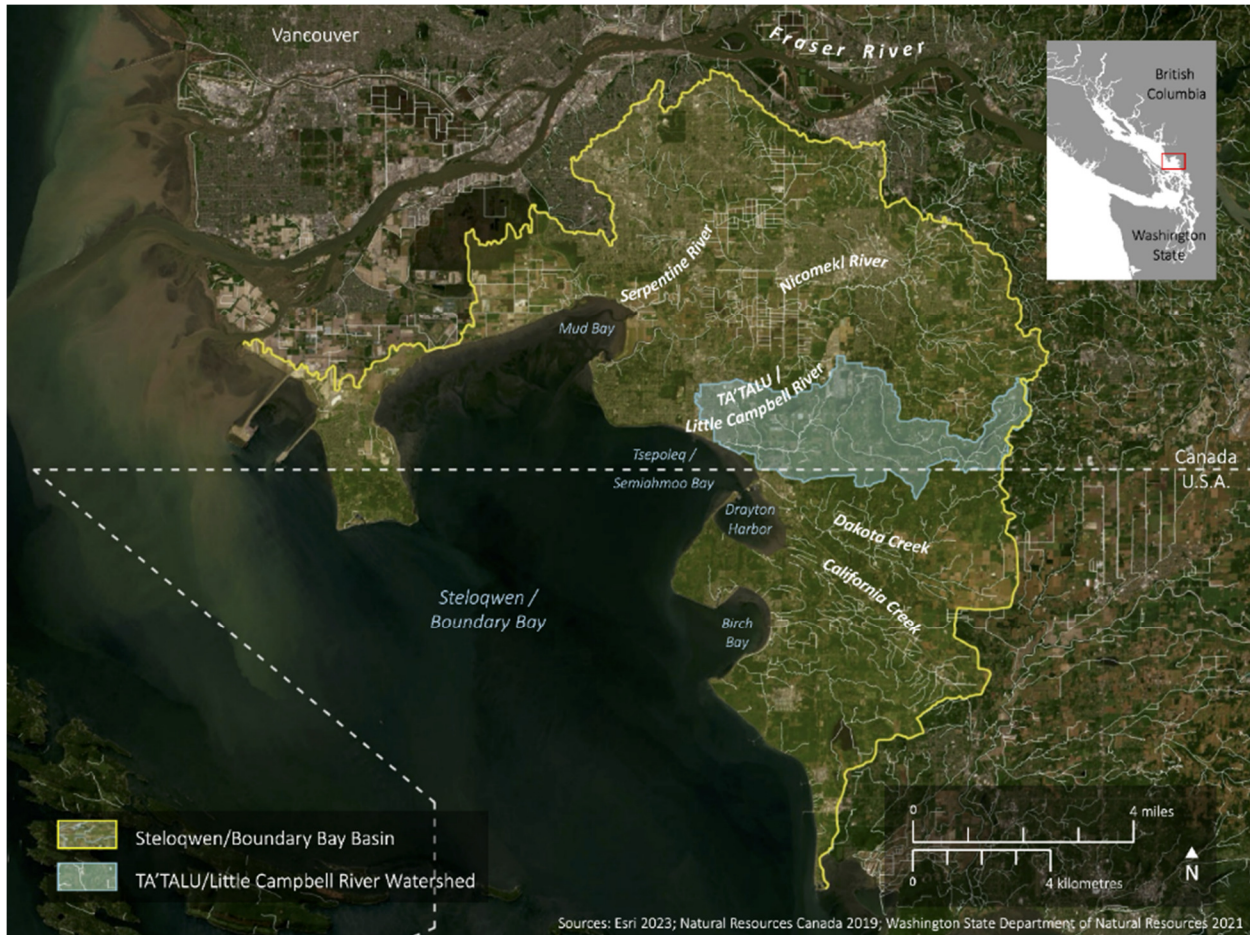 Vancouver
Fraser River
British
Columbia
Washington
State
Serpentine River
Nicomekl River
Mud Bay
TA'TALU /
Little Campbell River
Tsepoleq /
Semiahmoo Bay
Canada
U.S.A.
Drayton
Harbor
Dakota Creek
California Creek
Steloqwen /
Boundary Bay
Birch
Bay
0
4 miles
0
4 kilometres
N
Steloqwen/Boundary Bay Basin
TA'TALU/Little Campbell River Watershed
Sources: Esri 2023; Natural Resources Canada 2019; Washington State Department of Natural Resources 2021